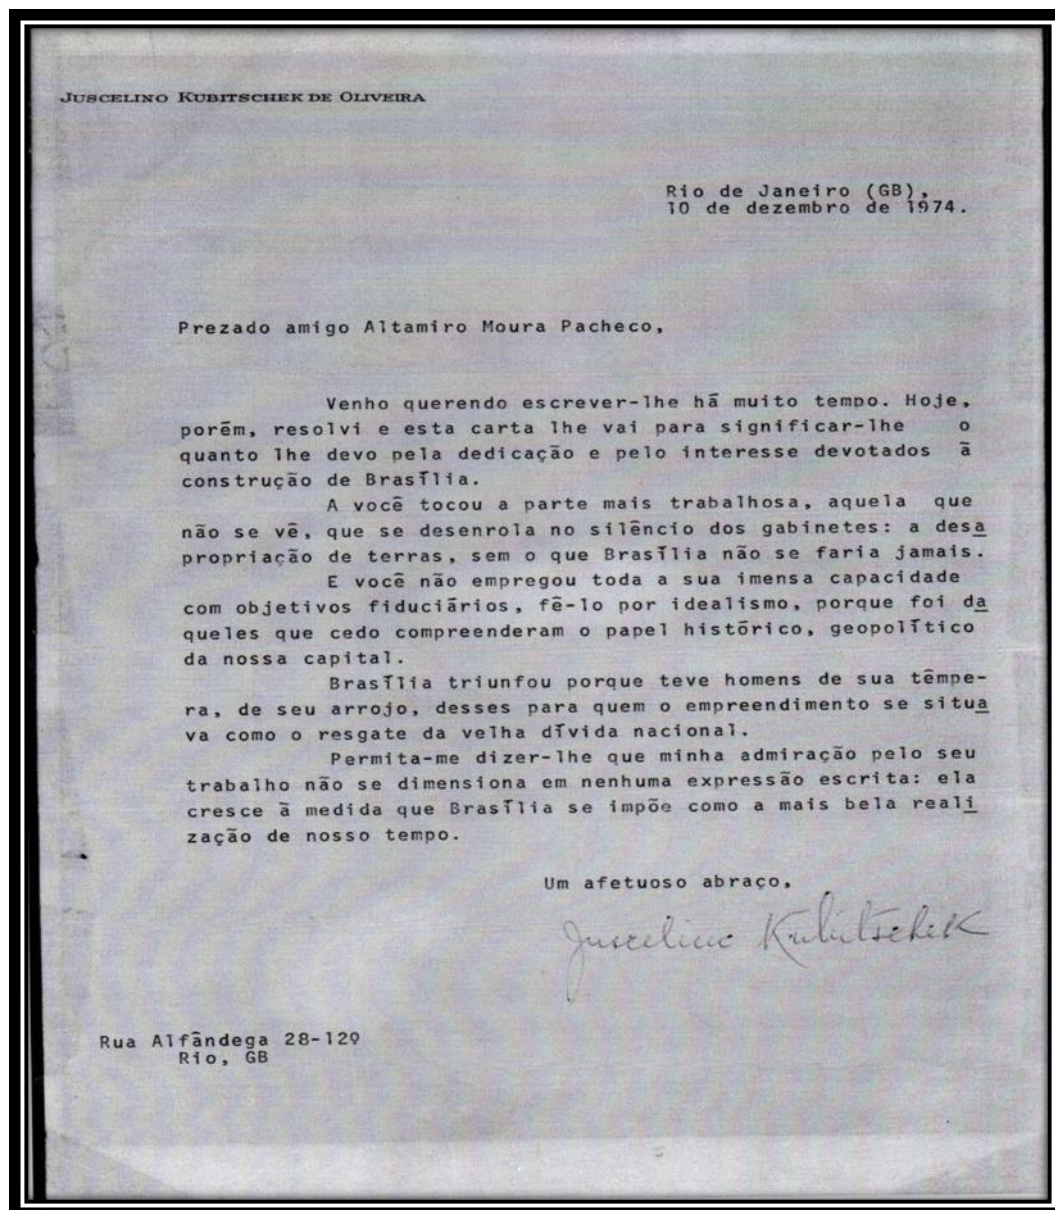 JUSCELINO KUBITSCHEK DE OLIVEIRA
Rio de Janeiro (GB),
10 de dezembro de 1974.
Prezado amigo Altamiro Moura Pacheco,
Venho querendo escrever-lhe há muito tempo. Hoje,
porém, resolvi e esta carta lhe vai para significar-lhe o
quanto lhe devo pela dedicação e pelo interesse devotados à
construção de Brasília.
A você tocou a parte mais trabalhosa, aquela que
não se vê, que se desenrola no silêncio dos gabinetes: a desa
propriação de terras, sem o que Brasília não se faria jamais.
E você não empregou toda a sua imensa capacidade
com objetivos fiduciários, fê-lo por idealismo, porque foi da
queles que cedo compreenderam o papel histórico, geopolítico
da nossa capital.
Brasília triunfou porque teve homens de sua têmpe-
ra, de seu arrojo, desses para quem o empreendimento se situa
va como o resgate da velha dívida nacional.
Permita-me dizer-lhe que minha admiração pelo seu
trabalho não se dimensiona em nenhuma expressão escrita: ela
cresce à medida que Brasília se impõe como a mais bela reali
zação de nosso tempo.
Um afetuoso abraço,
Juscelino Kubitschek
Rua Alfândega 28-12º
Rio, GB